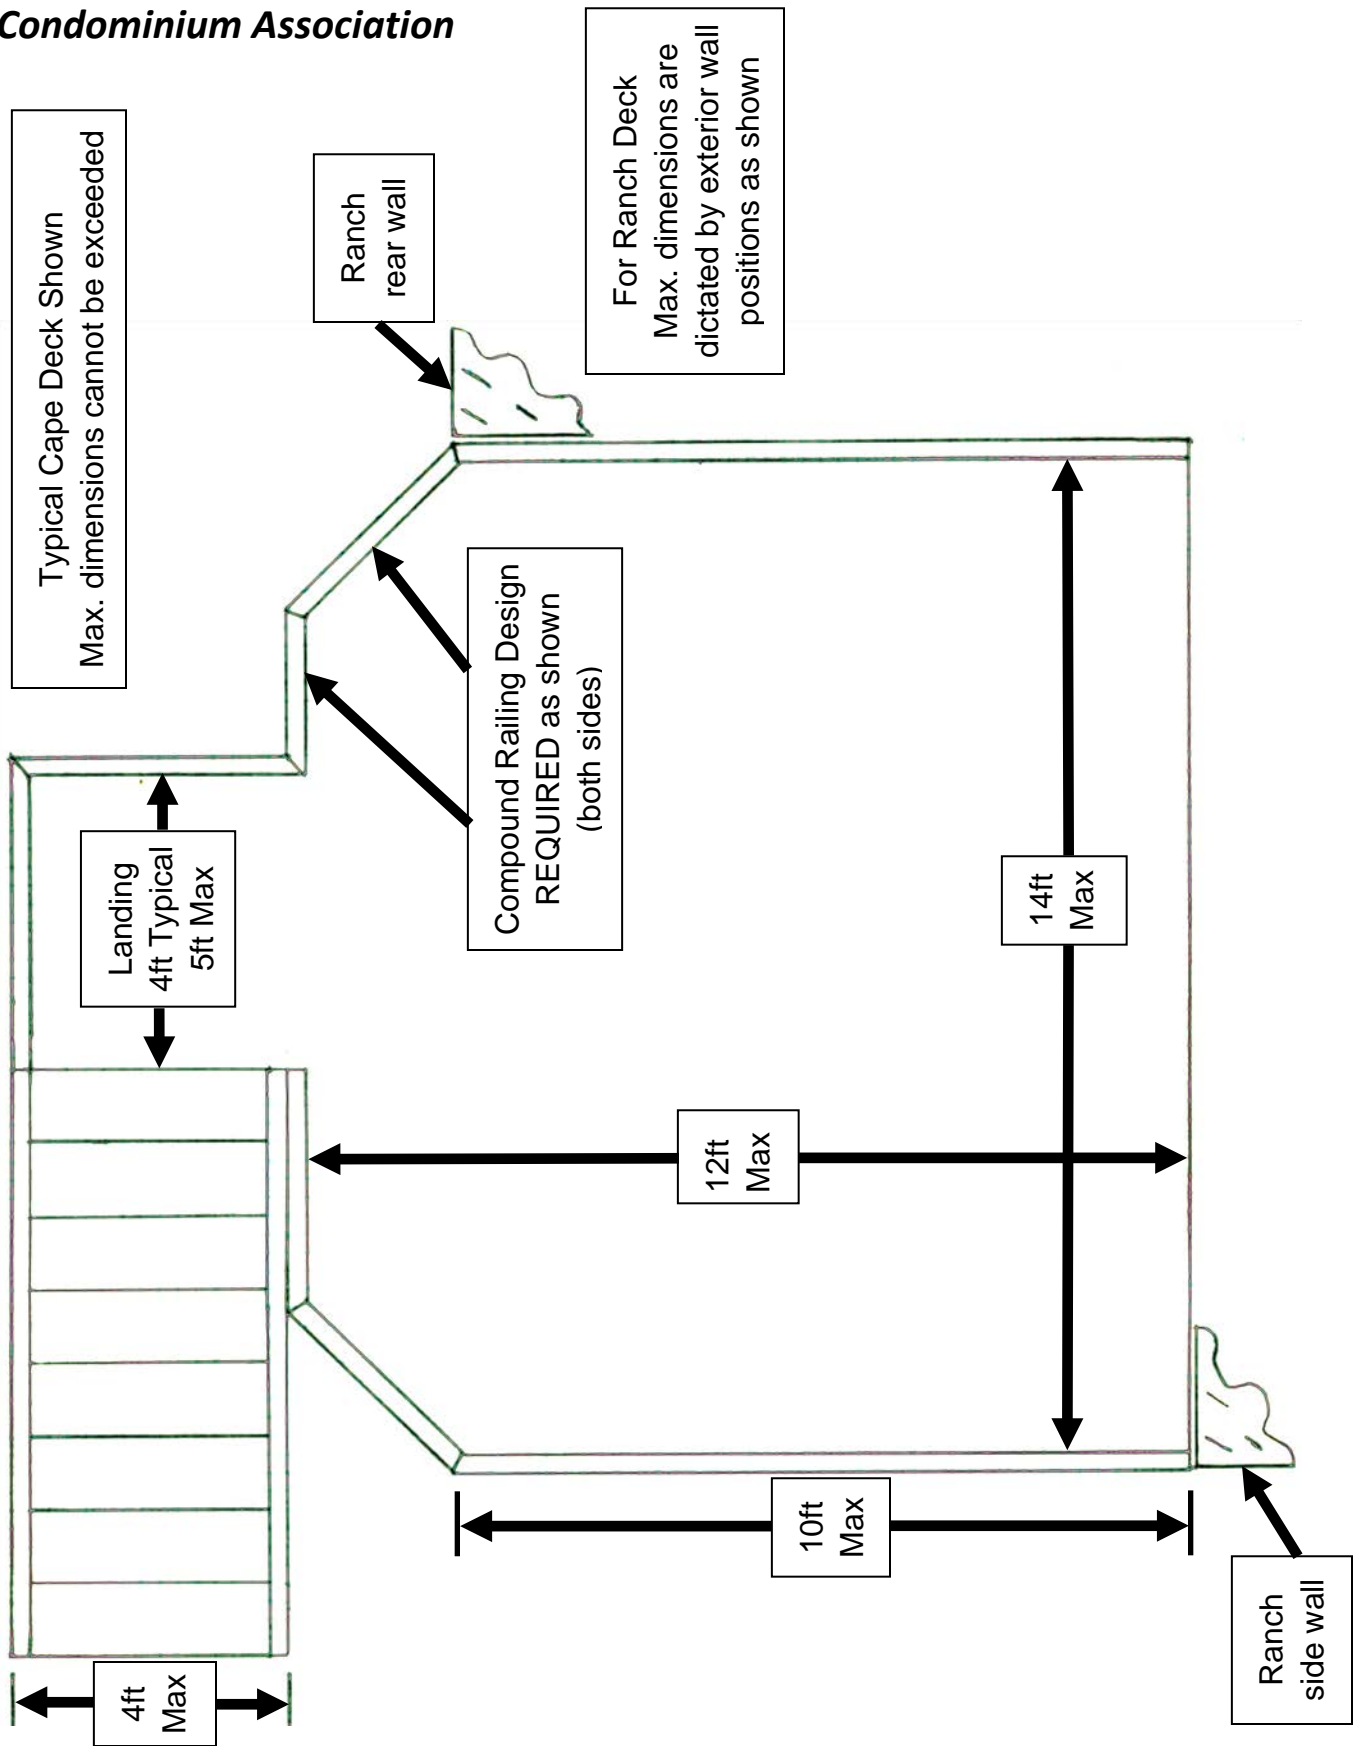 Condominium Association
Typical Cape Deck Shown
Max. dimensions cannot be exceeded
Ranch
rear wall
For Ranch Deck
Max. dimensions are
dictated by exterior wall
positions as shown
Landing
4ft Typical
5ft Max
Compound Railing Design
REQUIRED as shown
(both sides)
14ft
Max
12ft
Max
10ft
Max
4ft
Max
Ranch
side wall